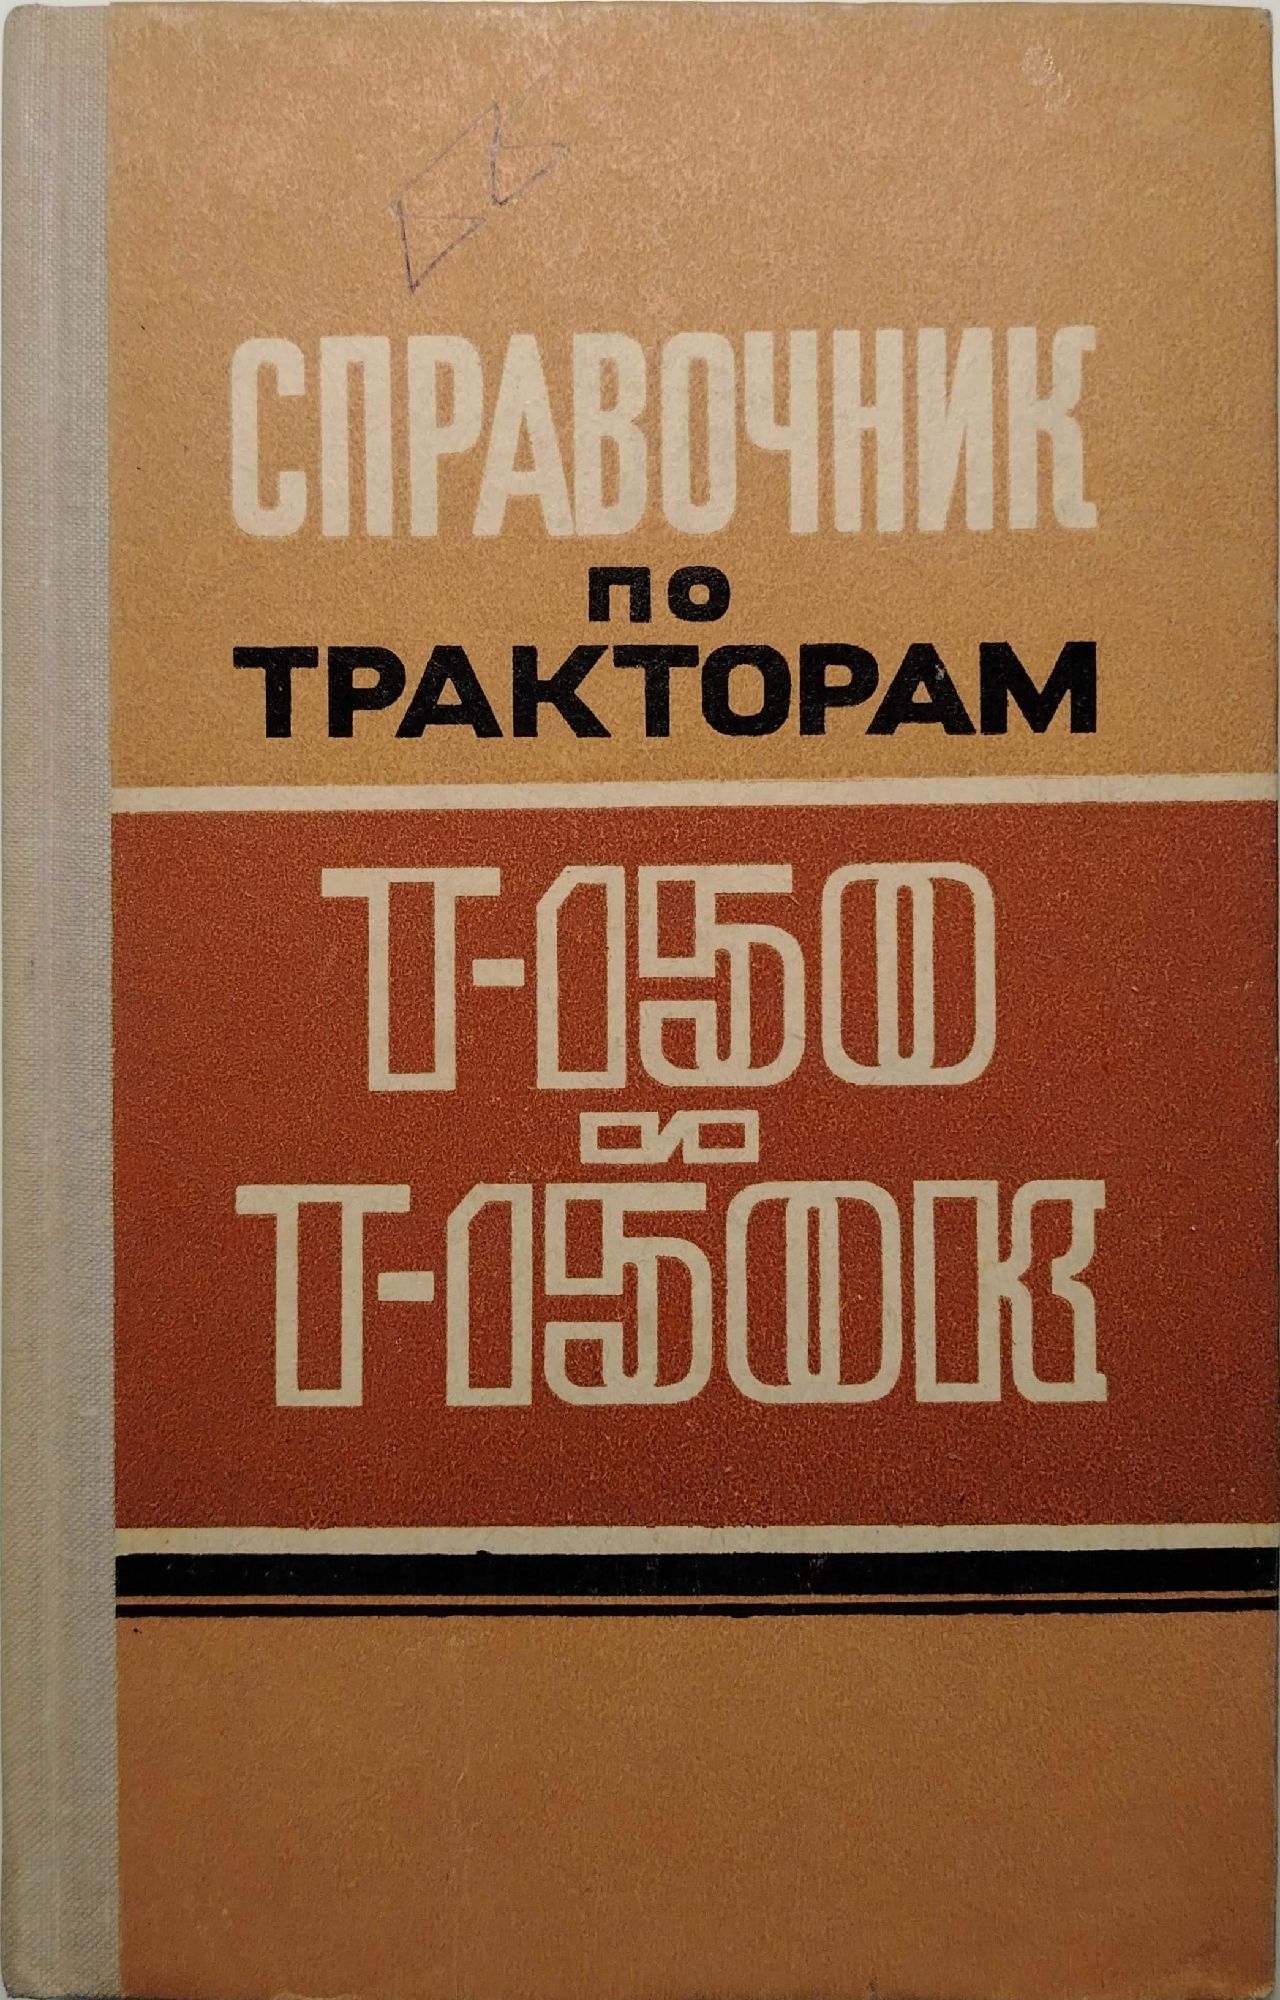 СПРАВОЧНИК
ПО
ТРАКТОРАМ
Т-150
И
Т-150К